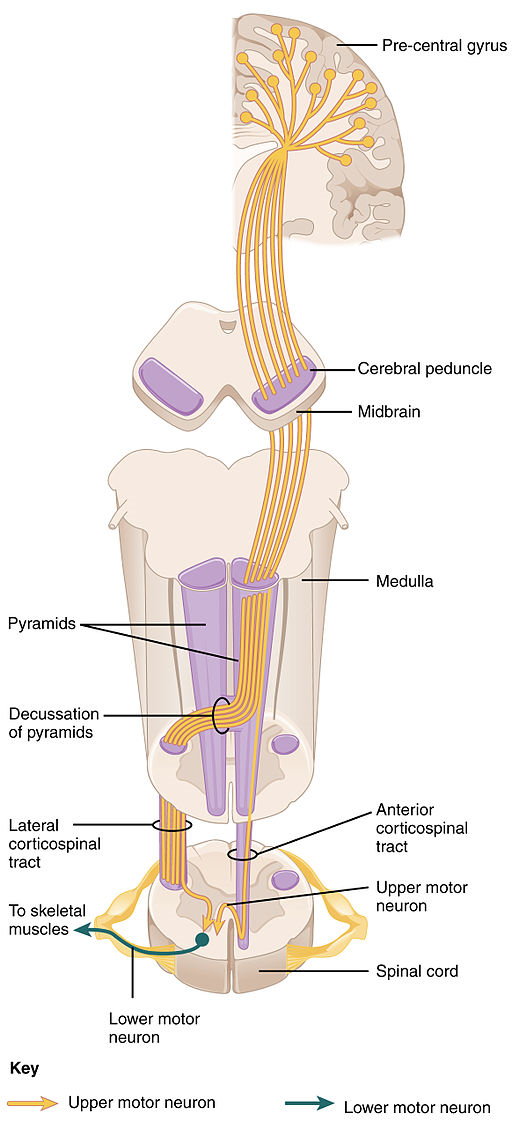 Pre-central gyrus
Cerebral peduncle
Midbrain
Medulla
Pyramids
Decussation
of pyramids
Anterior
corticospinal
tract
Lateral
corticospinal
tract
Upper motor
neuron
To skeletal
muscles
Spinal cord
Lower motor
neuron
Key
Upper motor neuron
Lower motor neuron